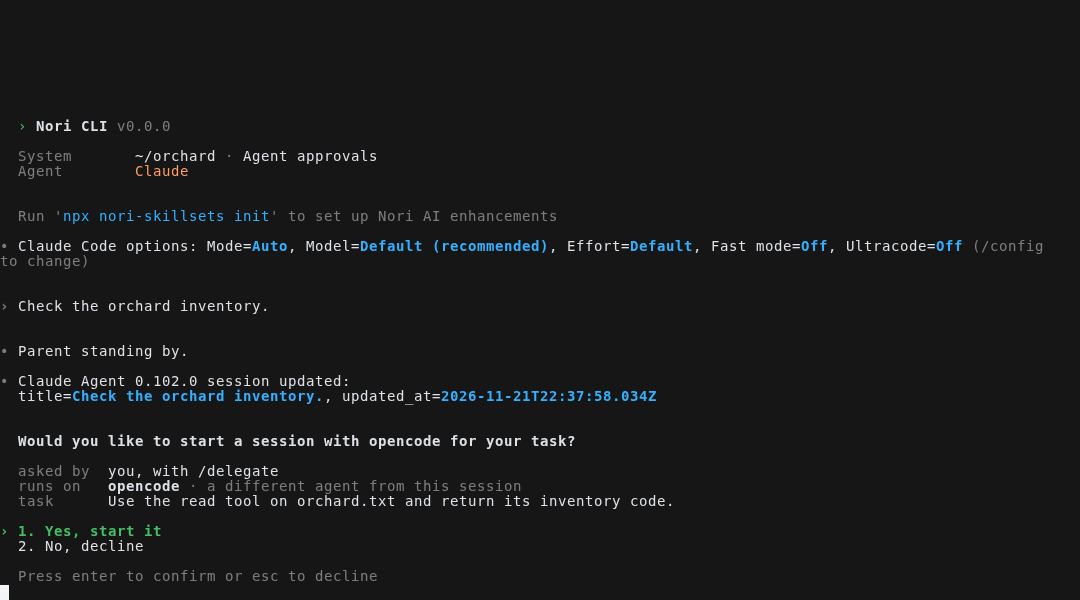 › Nori CLI v0.0.0
System ~/orchard · Agent approvals
Agent Claude
Run 'npx nori-skillsets init' to set up Nori AI enhancements
• Claude Code options: Mode=Auto, Model=Default (recommended), Effort=Default, Fast mode=Off, Ultracode=Off (/config
to change)
› Check the orchard inventory.
• Parent standing by.
• Claude Agent 0.102.0 session updated:
title=Check the orchard inventory., updated_at=2026-11-21T22:37:58.034Z
Would you like to start a session with opencode for your task?
asked by you, with /delegate
runs on opencode · a different agent from this session
task Use the read tool on orchard.txt and return its inventory code.
› 1. Yes, start it
2. No, decline
Press enter to confirm or esc to decline